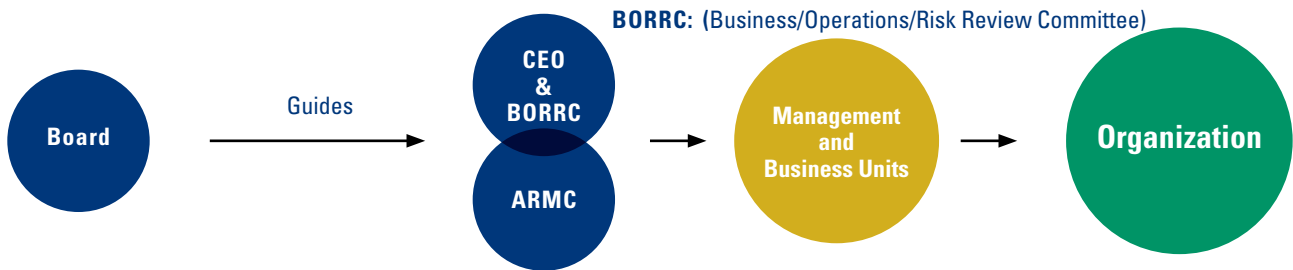 BORRC: (Business/Operations/Risk Review Committee)
Board
Guides
CEO
&
BORRC
ARMC
Management
and
Business Units
Organization